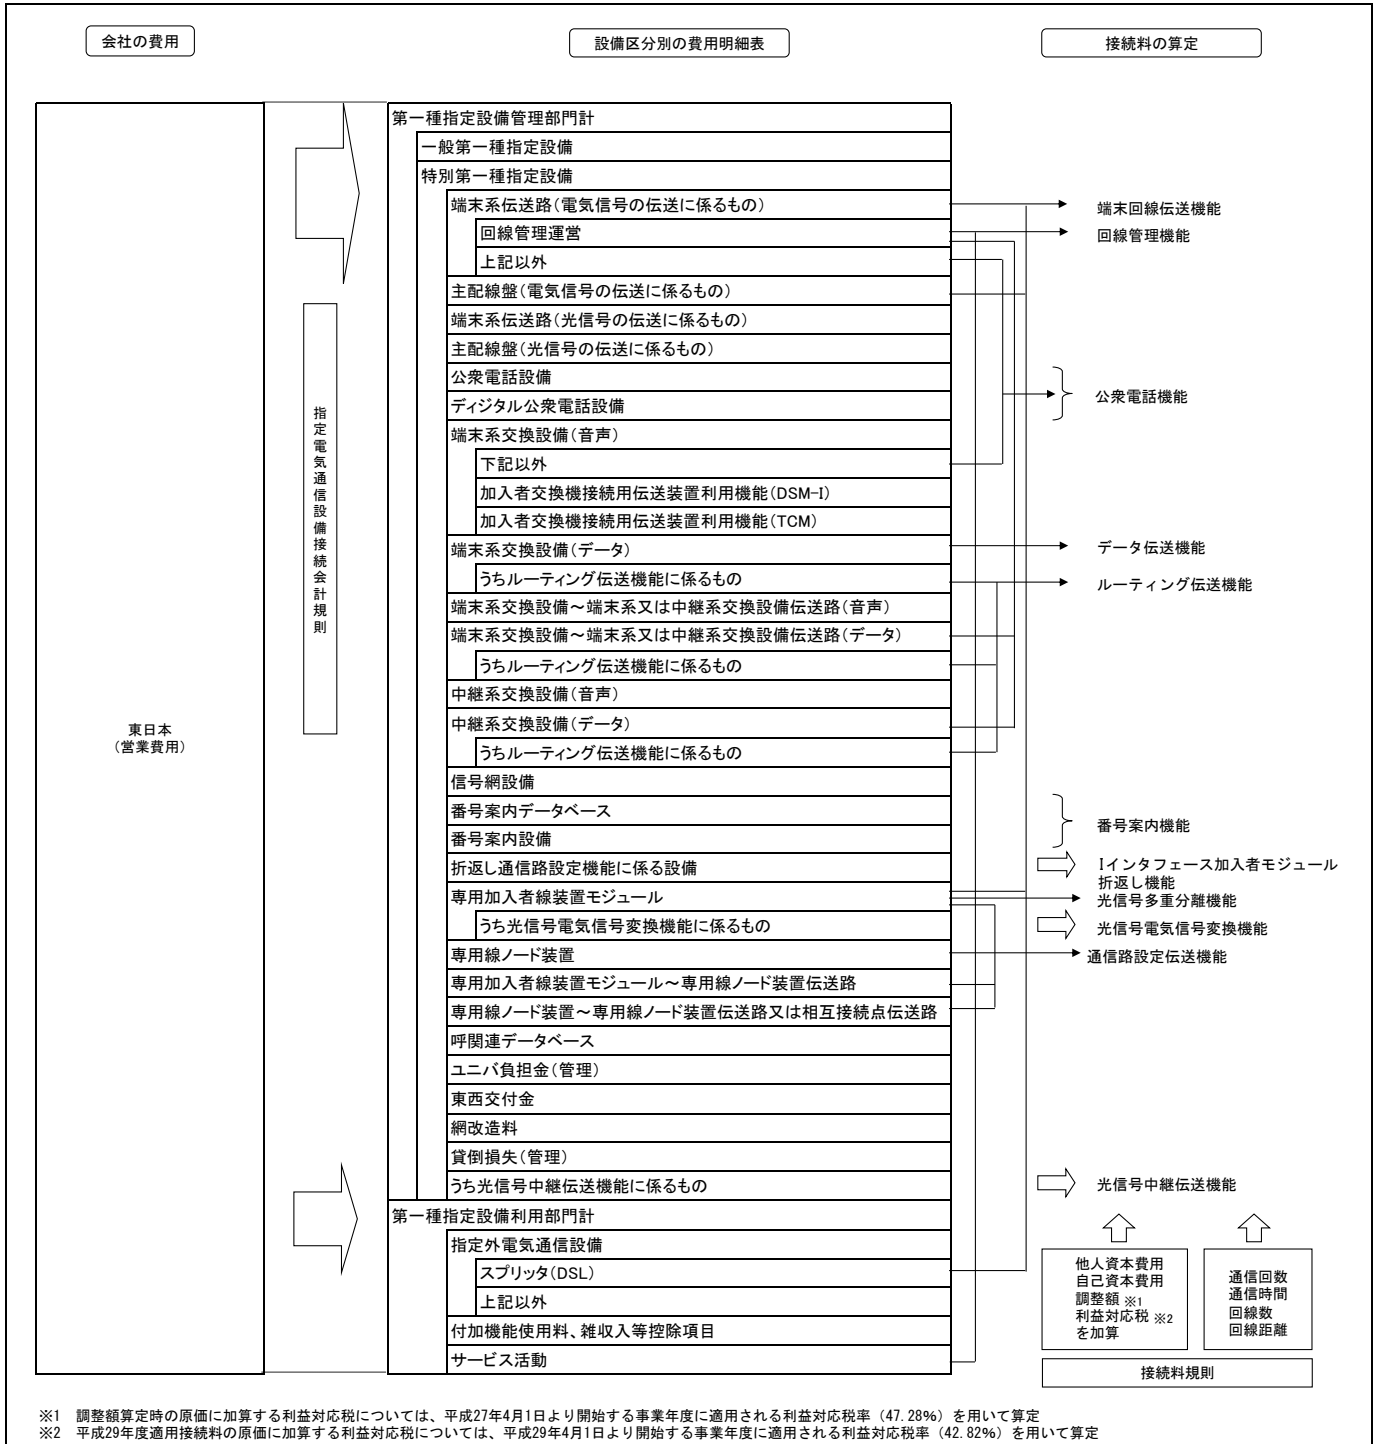 会社の費用
設備区分別の費用明細表
接続料の算定
東日本
(営業費用)
指定電気通信設備接続会計規則
第一種指定設備管理部門計
一般第一種指定設備
特別第一種指定設備
端末系伝送路(電気信号の伝送に係るもの)
回線管理運営
上記以外
主配線盤(電気信号の伝送に係るもの)
端末系伝送路(光信号の伝送に係るもの)
主配線盤(光信号の伝送に係るもの)
公衆電話設備
ディジタル公衆電話設備
端末系交換設備(音声)
下記以外
加入者交換機接続用伝送装置利用機能(DSM-I)
加入者交換機接続用伝送装置利用機能(TCM)
端末系交換設備(データ)
うちルーティング伝送機能に係るもの
端末系交換設備～端末系又は中継系交換設備伝送路(音声)
端末系交換設備～端末系又は中継系交換設備伝送路(データ)
うちルーティング伝送機能に係るもの
中継系交換設備(音声)
中継系交換設備(データ)
うちルーティング伝送機能に係るもの
信号網設備
番号案内データベース
番号案内設備
折返し通信路設定機能に係る設備
専用加入者線装置モジュール
うち光信号電気信号変換機能に係るもの
専用線ノード装置
専用加入者線装置モジュール～専用線ノード装置伝送路
専用線ノード装置～専用線ノード装置伝送路又は相互接続点伝送路
呼関連データベース
ユニバ負担金(管理)
東西交付金
網改造料
貸倒損失(管理)
うち光信号中継伝送機能に係るもの
第一種指定設備利用部門計
指定外電気通信設備
スプリッタ(DSL)
上記以外
付加機能使用料、雑収入等控除項目
サービス活動
端末回線伝送機能
回線管理機能
公衆電話機能
データ伝送機能
ルーティング伝送機能
番号案内機能
Iインタフェース加入者モジュール
折返し機能
光信号多重分離機能
光信号電気信号変換機能
通信路設定伝送機能
光信号中継伝送機能
他人資本費用
自己資本費用
調整額 ※1
利益対応税 ※2
を加算
通信回数
通信時間
回線数
回線距離
接続料規則
※1 調整額算定時の原価に加算する利益対応税については、平成27年4月1日より開始する事業年度に適用される利益対応税率（47.28%）を用いて算定
※2 平成29年度適用接続料の原価に加算する利益対応税については、平成29年4月1日より開始する事業年度に適用される利益対応税率（42.82%）を用いて算定